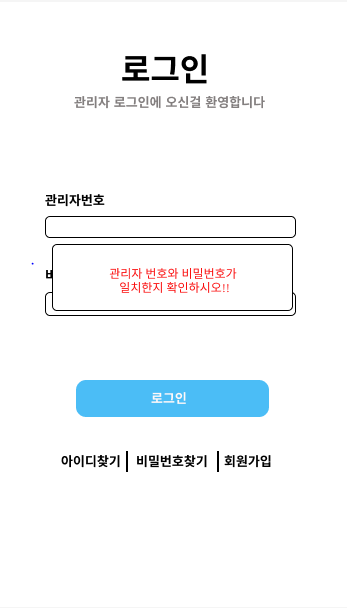 로그인
관리자 로그인에 오신걸 환영합니다
관리자번호
관리자 번호와 비밀번호가
일치한지 확인하시오!!
로그인
아이디찾기 비밀번호찾기 회원가입